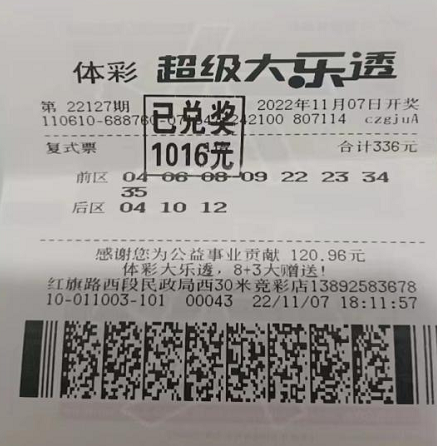 体彩 超级大乐透
第 22127期 2022年11月07日开奖
已兑奖
1016元
110610-688760- 242100 807114 czgjuA
复式票 合计336元
前区 04 06 08 09 22 23 34
35
后区 04 10 12
感谢您为公益事业贡献 120.96元
体彩大乐透，8+3大赠送！
红旗路西段民政局西30米竞彩店13892583678
10-011003-101 00043 22/11/07 18:11:57